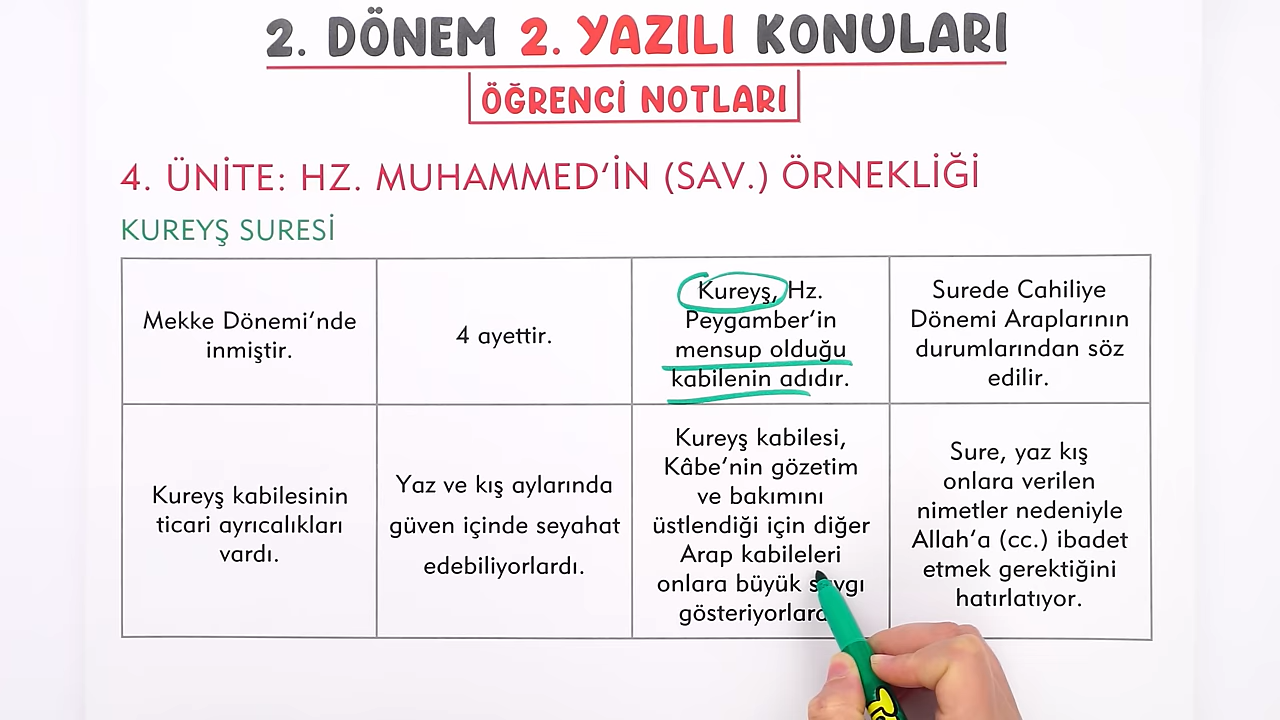 2. DÖNEM 2. YAZILI KONULARI
ÖĞRENCİ NOTLARI
4. ÜNİTE: HZ. MUHAMMED'İN (SAV.) ÖRNEKLİĞİ
KUREYŞ SURESİ
Mekke Dönemi'nde
inmiştir.
4 ayettir.
Kureyş, Hz.
Peygamber'in
mensup olduğu
kabilenin adıdır.
Surede Cahiliye
Dönemi Araplarının
durumlarından söz
edilir.
Kureyş kabilesinin
ticari ayrıcalıkları
vardı.
Yaz ve kış aylarında
güven içinde seyahat
edebiliyorlardı.
Kureyş kabilesi,
Kâbe'nin gözetim
ve bakımını
üstlendiği için diğer
Arap kabileleri
onlara büyük saygı
Sure, yaz kış
onlara verilen
nimetler nedeniyle
Allah'a (cc.) ibadet
etmek gerektiğini
hatırlatıyor.